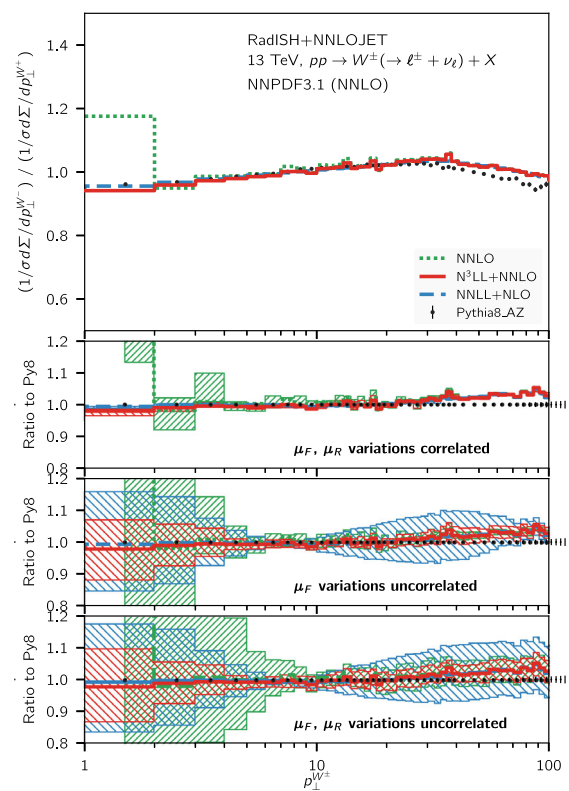 RadISH+NNLOJET
13 TeV, pp → W±(→ ℓ± + νℓ) + X
NNPDF3.1 (NNLO)
(1/σdΣ/dp⊥^W−) / (1/σdΣ/dp⊥^W+)
1.4
1.2
1.0
0.8
0.6
NNLO
N³LL+NNLO
NNLL+NLO
Pythia8_AZ
Ratio to Py8
1.2
1.1
1.0
0.9
0.8
μF, μR variations correlated
Ratio to Py8
1.2
1.1
1.0
0.9
0.8
μF variations uncorrelated
Ratio to Py8
1.2
1.1
1.0
0.9
0.8
μF, μR variations uncorrelated
1 10 100
p⊥^W±